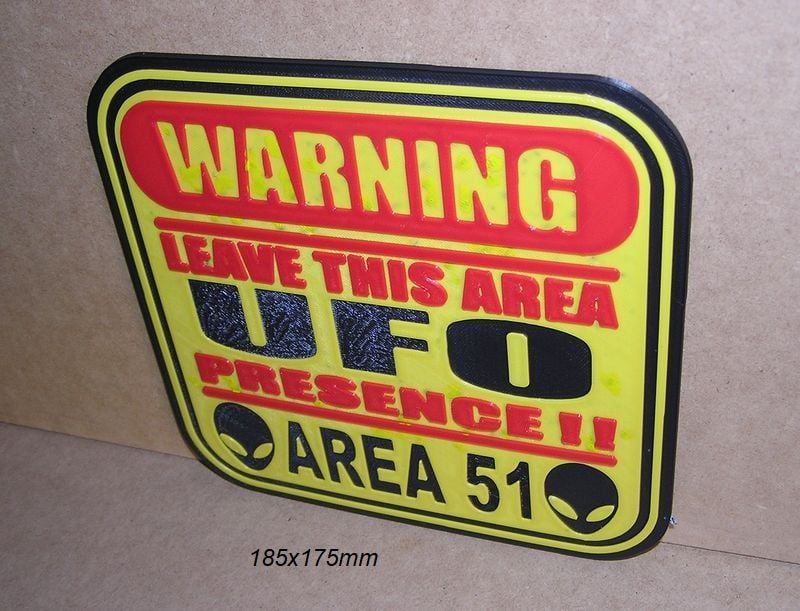 WARNING
LEAVE THIS AREA
UFO
PRESENCE !!
AREA 51
185x175mm